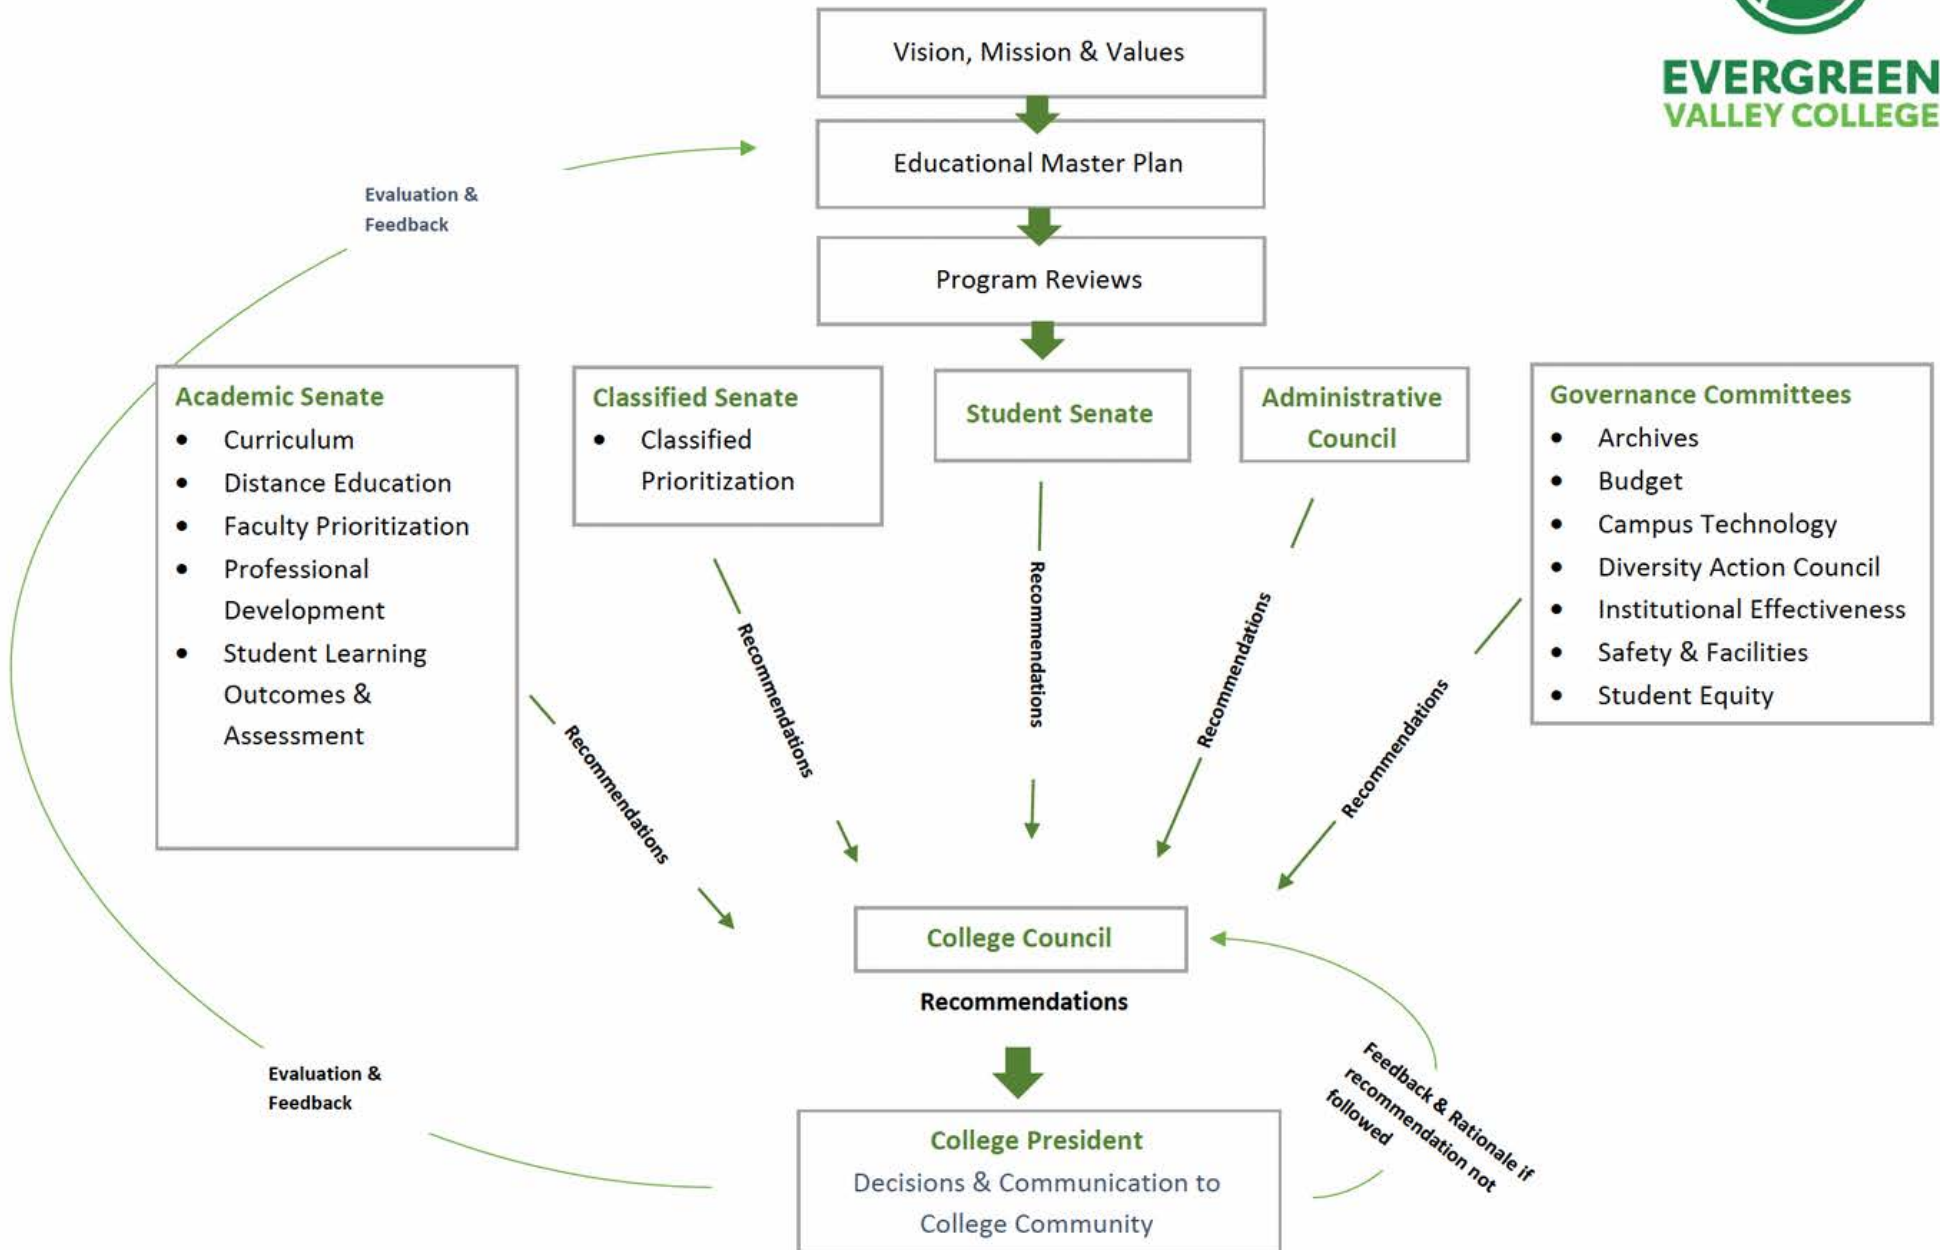 EVERGREEN
VALLEY COLLEGE
Vision, Mission & Values
Educational Master Plan
Evaluation &
Feedback
Program Reviews
Academic Senate
• Curriculum
• Distance Education
• Faculty Prioritization
• Professional
Development
• Student Learning
Outcomes &
Assessment
Classified Senate
• Classified
Prioritization
Student Senate
Administrative
Council
Governance Committees
• Archives
• Budget
• Campus Technology
• Diversity Action Council
• Institutional Effectiveness
• Safety & Facilities
• Student Equity
Recommendations
Recommendations
Recommendations
Recommendations
Recommendations
College Council
Recommendations
Evaluation &
Feedback
Feedback & Rationale if
recommendation not
followed
College President
Decisions & Communication to
College Community